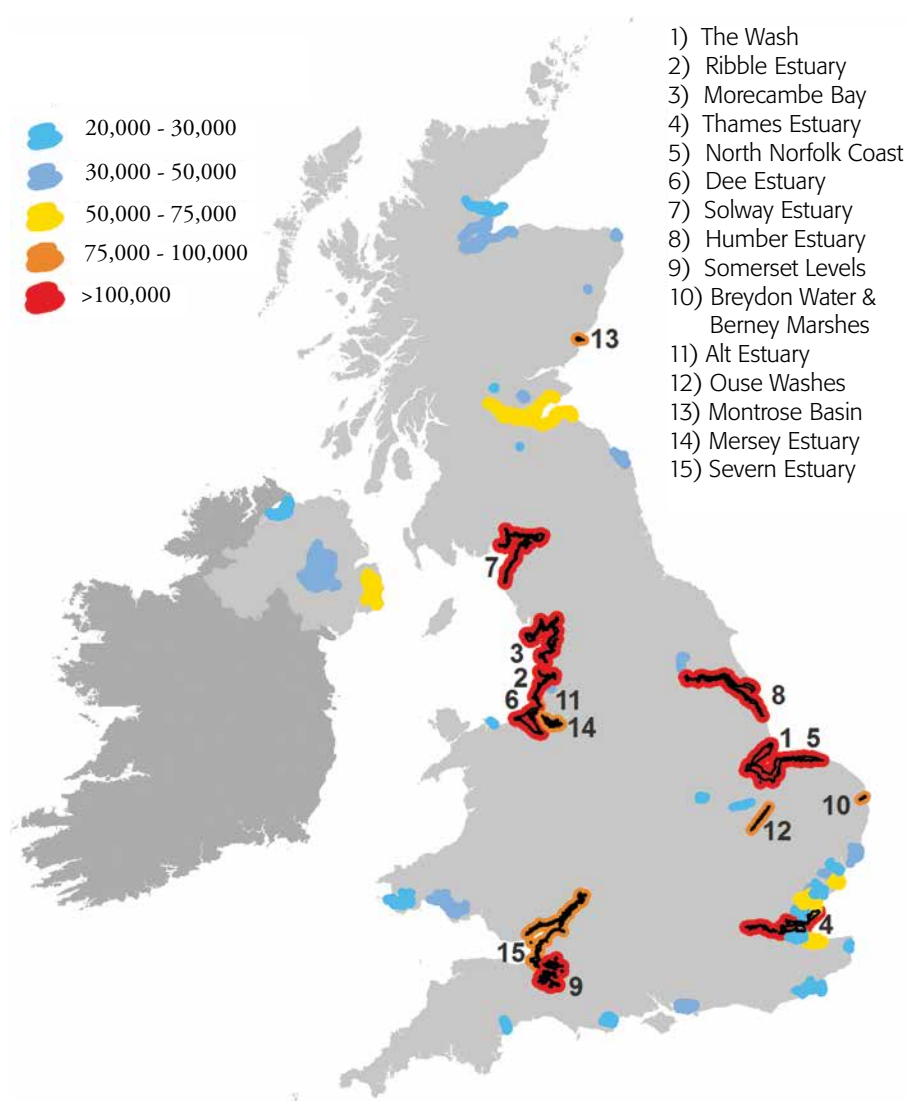 1) The Wash
2) Ribble Estuary
3) Morecambe Bay
4) Thames Estuary
5) North Norfolk Coast
6) Dee Estuary
7) Solway Estuary
8) Humber Estuary
9) Somerset Levels
10) Breydon Water &
Berney Marshes
11) Alt Estuary
12) Ouse Washes
13) Montrose Basin
14) Mersey Estuary
15) Severn Estuary
20,000 - 30,000
30,000 - 50,000
50,000 - 75,000
75,000 - 100,000
>100,000
13
7
3
2
6
11
14
8
1 5
10
12
4
15
9